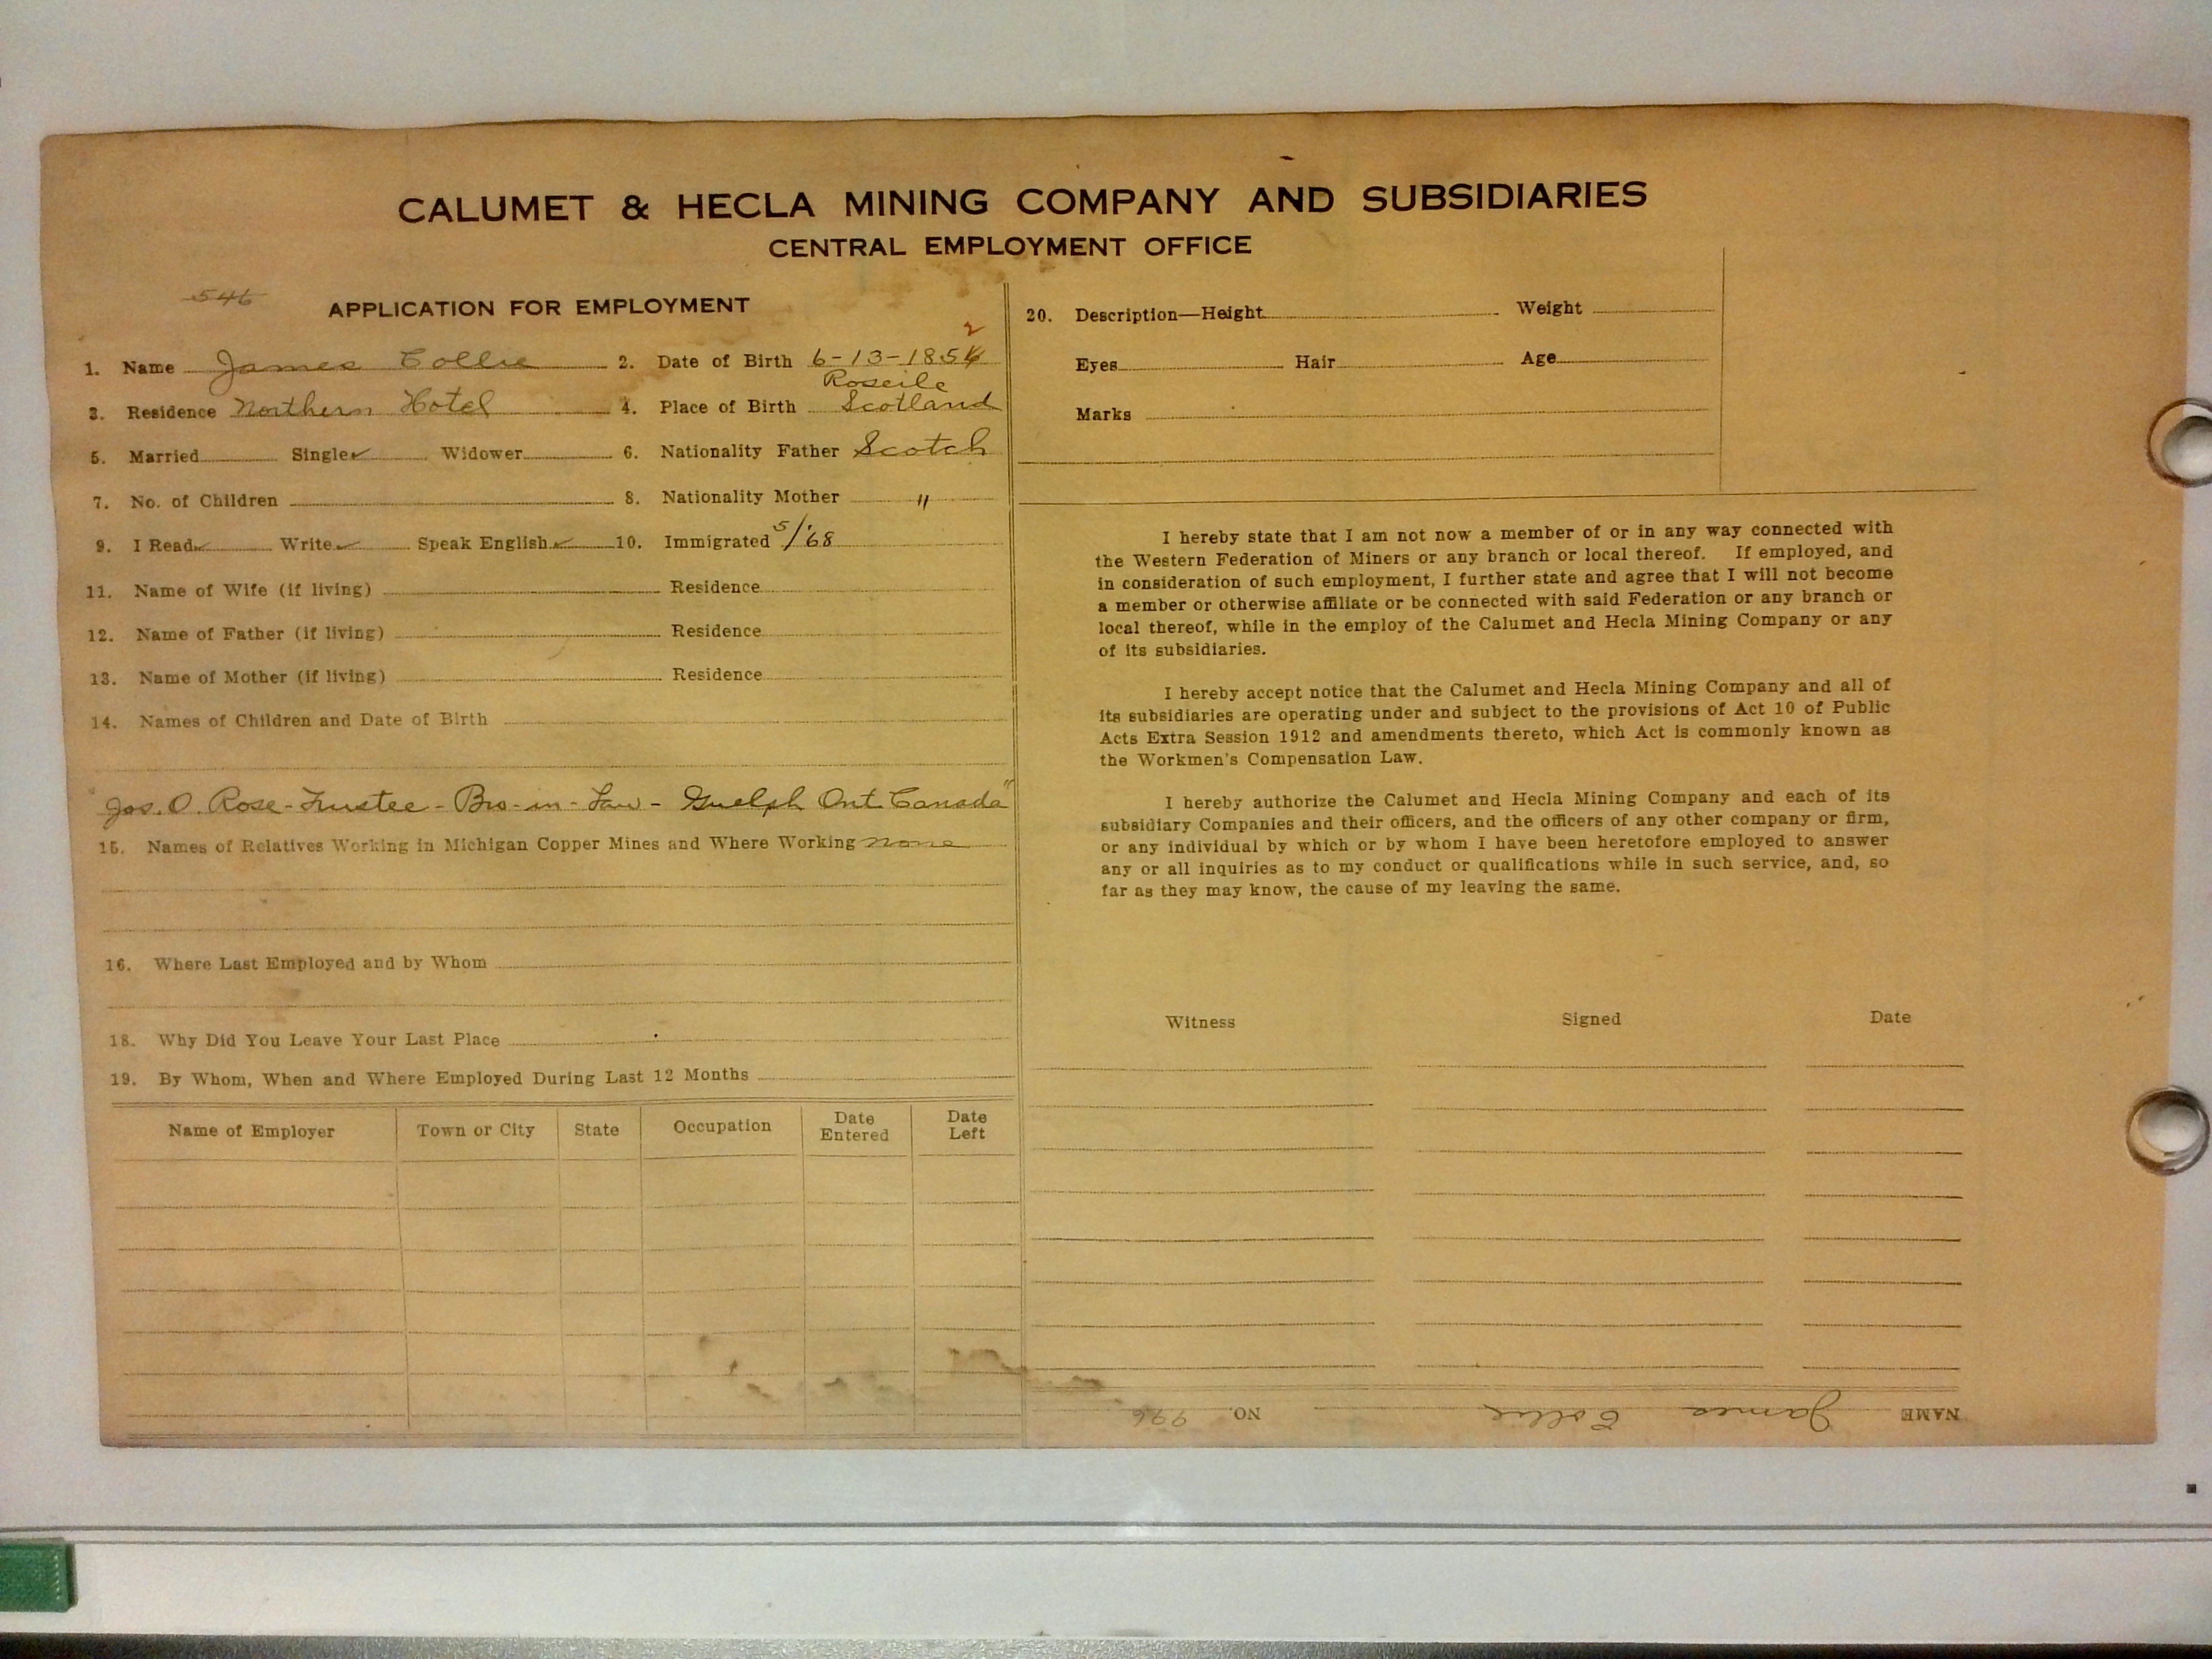 CALUMET & HECLA MINING COMPANY AND SUBSIDIARIES
CENTRAL EMPLOYMENT OFFICE
546
APPLICATION FOR EMPLOYMENT
2
1. Name James Collie 2. Date of Birth 6-13-1854
Roseile
3. Residence Northern Hotel 4. Place of Birth Scotland
5. Married Single ✓ Widower 6. Nationality Father Scotch
7. No. of Children 8. Nationality Mother "
9. I Read ✓ Write ✓ Speak English ✓ 10. Immigrated 5/'68
11. Name of Wife (if living) Residence
12. Name of Father (if living) Residence
13. Name of Mother (if living) Residence
14. Names of Children and Date of Birth
Jas. O. Rose - Trustee - Bro-in-Law - Guelph Ont. Canada"
15. Names of Relatives Working in Michigan Copper Mines and Where Working none
16. Where Last Employed and by Whom
18. Why Did You Leave Your Last Place
19. By Whom, When and Where Employed During Last 12 Months
Name of Employer Town or City State Occupation Date Entered Date Left
20. Description—Height Weight
Eyes Hair Age
Marks
I hereby state that I am not now a member of or in any way connected with
the Western Federation of Miners or any branch or local thereof. If employed, and
in consideration of such employment, I further state and agree that I will not become
a member or otherwise affiliate or be connected with said Federation or any branch or
local thereof, while in the employ of the Calumet and Hecla Mining Company or any
of its subsidiaries.
I hereby accept notice that the Calumet and Hecla Mining Company and all of
its subsidiaries are operating under and subject to the provisions of Act 10 of Public
Acts Extra Session 1912 and amendments thereto, which Act is commonly known as
the Workmen's Compensation Law.
I hereby authorize the Calumet and Hecla Mining Company and each of its
subsidiary Companies and their officers, and the officers of any other company or firm,
or any individual by which or by whom I have been heretofore employed to answer
any or all inquiries as to my conduct or qualifications while in such service, and, so
far as they may know, the cause of my leaving the same.
Witness Signed Date
NAME James Collie NO.